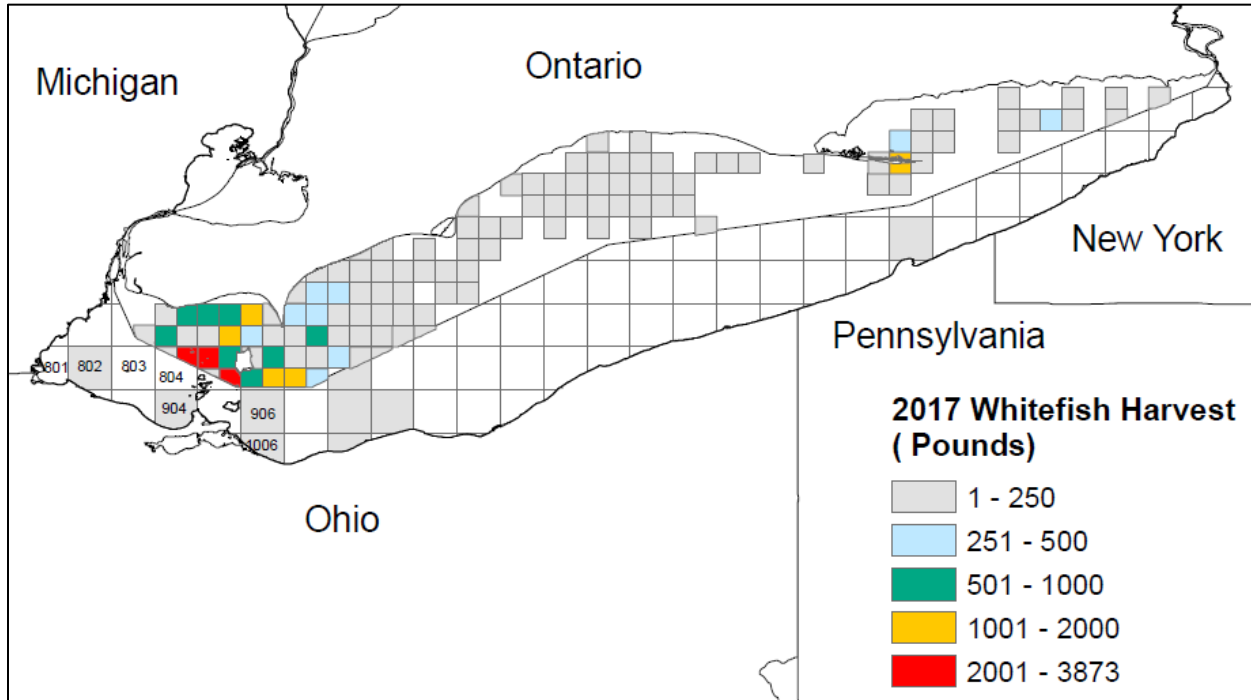 Michigan
Ontario
New York
Pennsylvania
801
802
803
804
904
906
1006
Ohio
2017 Whitefish Harvest
( Pounds)
1 - 250
251 - 500
501 - 1000
1001 - 2000
2001 - 3873